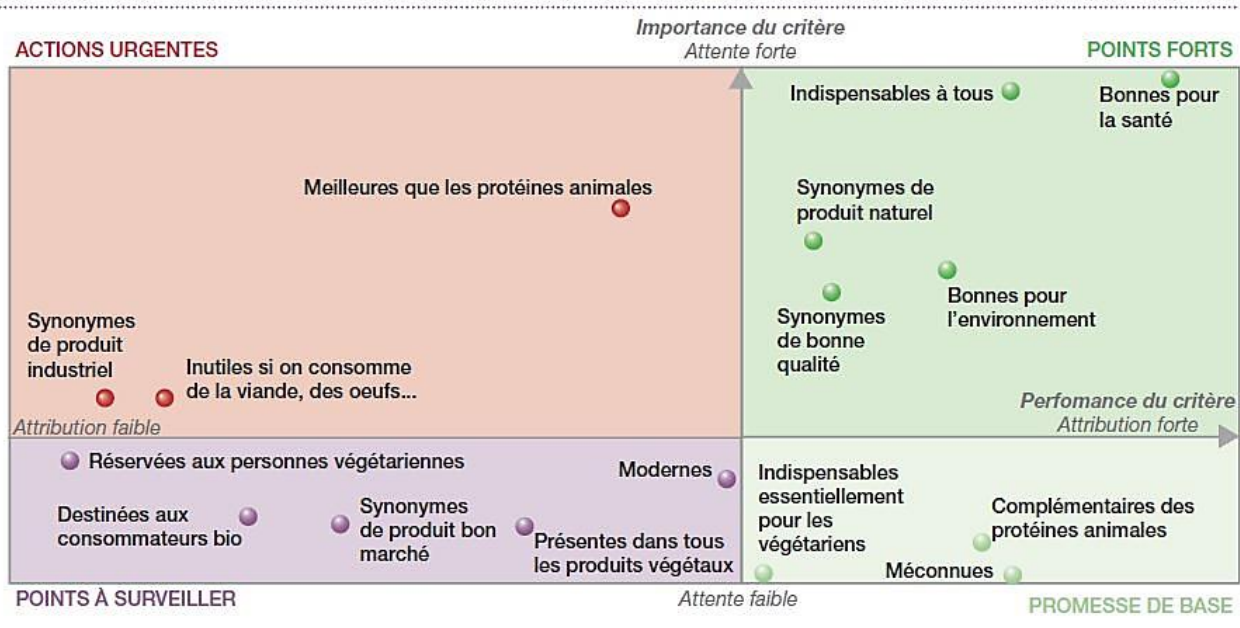 Importance du critère
Attente forte
ACTIONS URGENTES
POINTS FORTS
Indispensables à tous
Bonnes pour
la santé
Meilleures que les protéines animales
Synonymes de
produit naturel
Synonymes
de produit
industriel
Inutiles si on consomme
de la viande, des oeufs...
Synonymes
de bonne
qualité
Bonnes pour
l'environnement
Perfomance du critère
Attribution forte
Attribution faible
Réservées aux personnes végétariennes
Modernes
Destinées aux
consommateurs bio
Synonymes
de produit bon
marché
Présentes dans tous
les produits végétaux
Indispensables
essentiellement
pour les
végétariens
Complémentaires des
protéines animales
Méconnues
POINTS À SURVEILLER
Attente faible
PROMESSE DE BASE